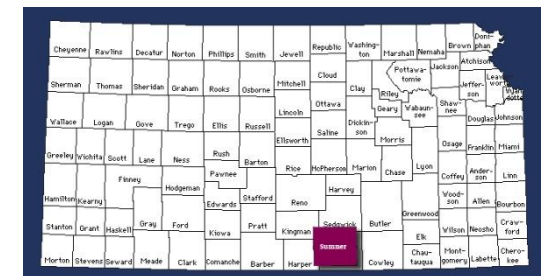 Cheyenne Rawlins Decatur Norton Phillips Smith Jewell Republic Washing- Marshall Nemaha Brown Doni-
ton phan
Cloud Pottawa- Jackson Atchison
tomie
Sherman Thomas Sheridan Graham Rooks Osborne Mitchell Clay Riley Jeffer- Leaven
son worth
Ottawa Geary Wabaun- Shaw-
see nee
Wallace Logan Gove Trego Ellis Russell Lincoln Dickin- Douglas Johnson
son
Saline Morris
Ellsworth Osage Franklin Miami
Greeley Wichita Scott Lane Ness Rush Barton Rice McPherson Marion Chase Lyon
Pawnee Coffey Ander- Linn
son
Finney Hodgeman Harvey
Hamilton Kearny Edwards Stafford Reno Greenwood Wood- Allen Bourbon
son
Stanton Grant Haskell Gray Ford Kiowa Pratt Kingman Sedgwick Butler Wilson Neosho Craw-
ford
Elk
Sumner
Morton Stevens Seward Meade Clark Comanche Barber Harper Cowley Chau- Mont- Labette Chero-
tauqua gomery kee